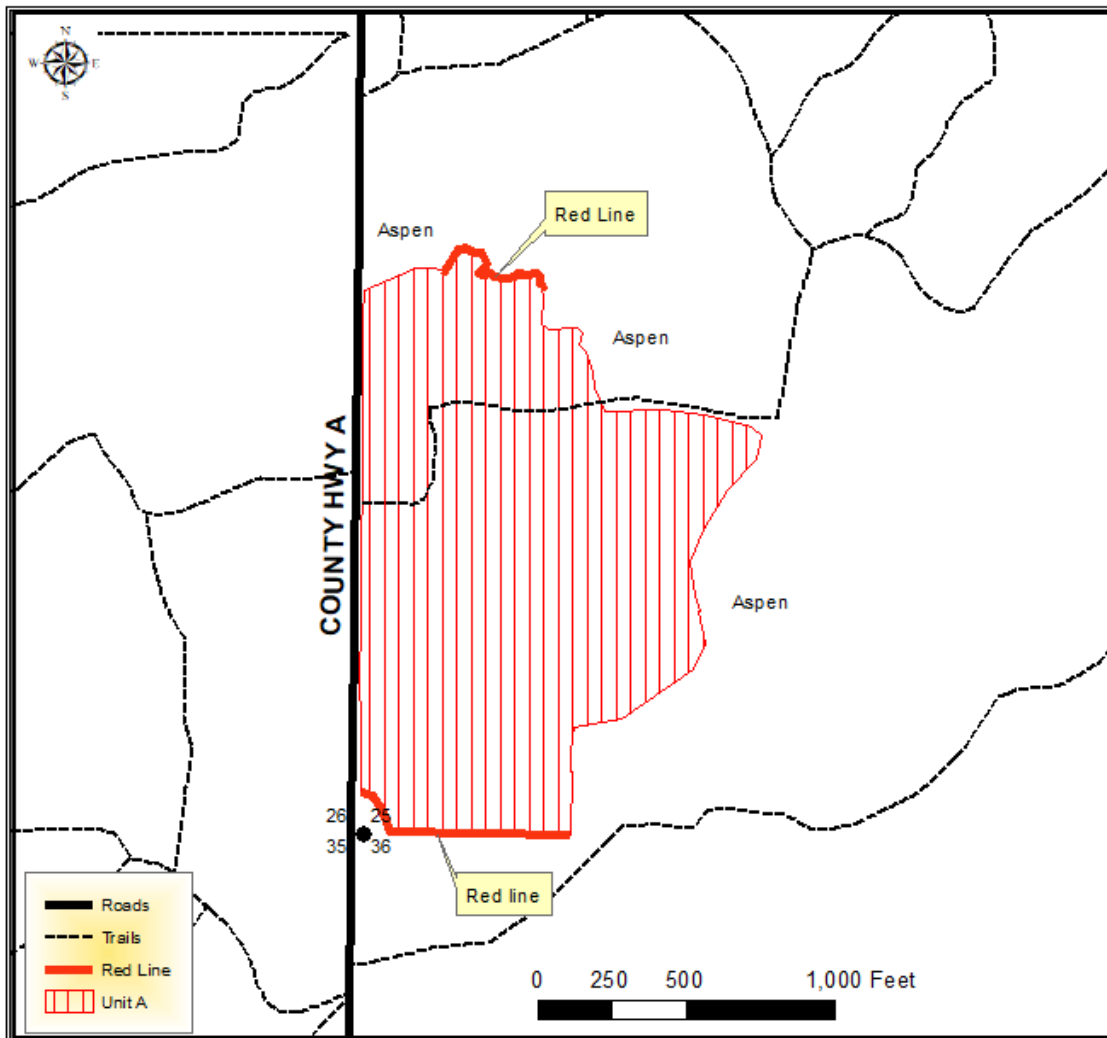 N
W E
S
Red Line
Aspen
Aspen
COUNTY HWY A
Aspen
26 25
35 36
Red line
Roads
Trails
Red Line
Unit A
0 250 500 1,000 Feet